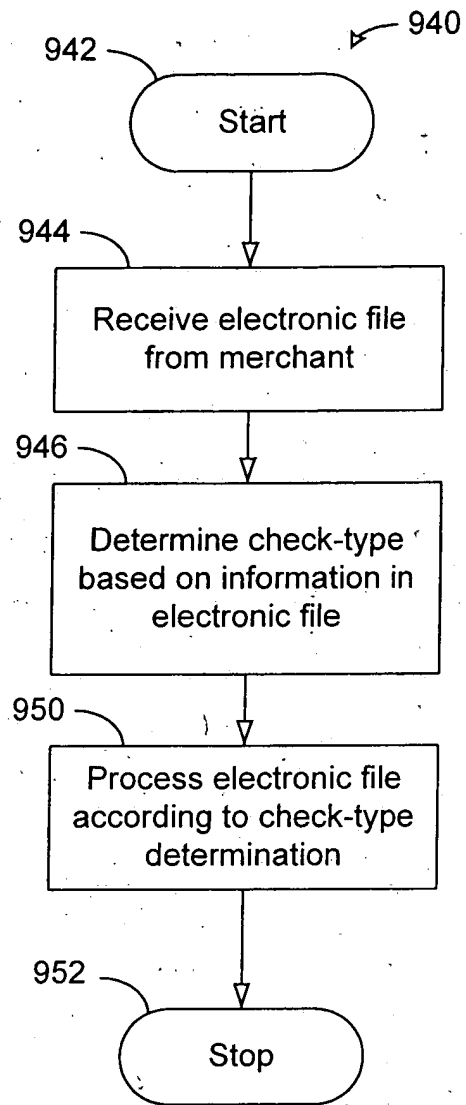 940
942
Start
944
Receive electronic file
from merchant
946
Determine check-type
based on information in
electronic file
950
Process electronic file
according to check-type
determination
952
Stop